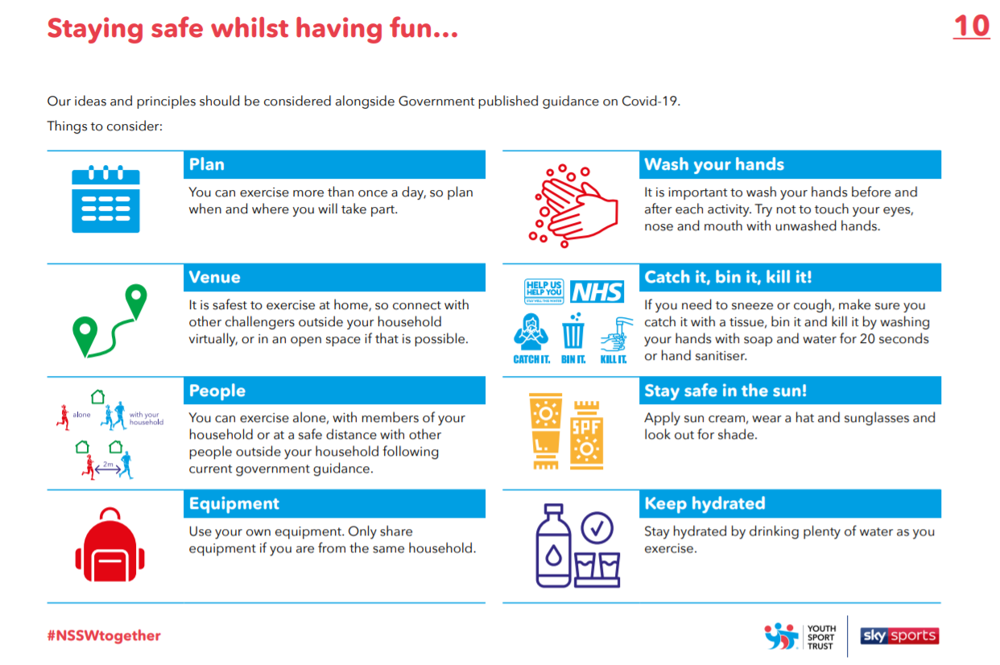 Staying safe whilst having fun...
10
Our ideas and principles should be considered alongside Government published guidance on Covid-19.
Things to consider:
Plan
You can exercise more than once a day, so plan
when and where you will take part.
Venue
It is safest to exercise at home, so connect with
other challengers outside your household
virtually, or in an open space if that is possible.
alone
with your
household
2m
People
You can exercise alone, with members of your
household or at a safe distance with other
people outside your household following
current government guidance.
Equipment
Use your own equipment. Only share
equipment if you are from the same household.
Wash your hands
It is important to wash your hands before and
after each activity. Try not to touch your eyes,
nose and mouth with unwashed hands.
HELP US
HELP YOU
STAY WELL THIS WINTER
NHS
CATCH IT. BIN IT. KILL IT.
Catch it, bin it, kill it!
If you need to sneeze or cough, make sure you
catch it with a tissue, bin it and kill it by washing
your hands with soap and water for 20 seconds
or hand sanitiser.
L.
SPF
Stay safe in the sun!
Apply sun cream, wear a hat and sunglasses and
look out for shade.
Keep hydrated
Stay hydrated by drinking plenty of water as you
exercise.
#NSSWtogether
YOUTH
SPORT
TRUST
sky sports